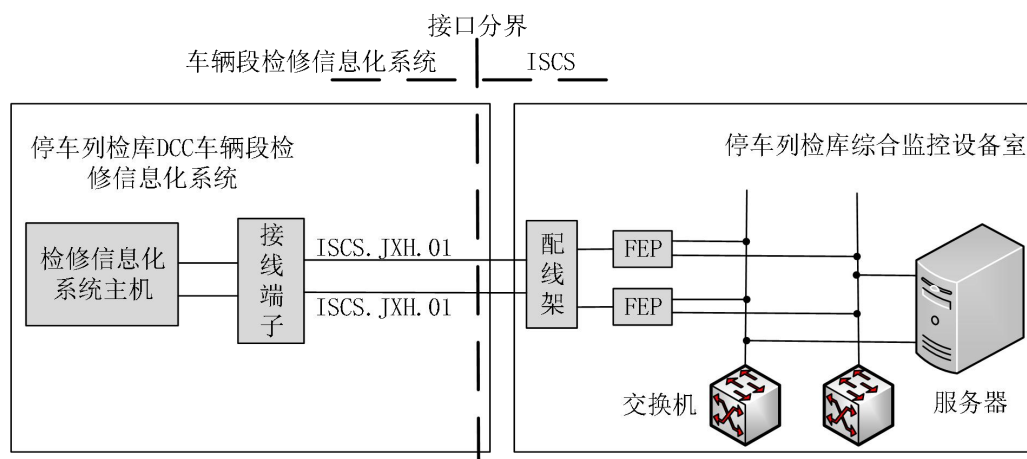 接口分界
车辆段检修信息化系统
ISCS
停车列检库DCC车辆段检
修信息化系统
停车列检库综合监控设备室
检修信息化
系统主机
接线端子
ISCS.JXH.01
ISCS.JXH.01
配线架
FEP
FEP
交换机
服务器